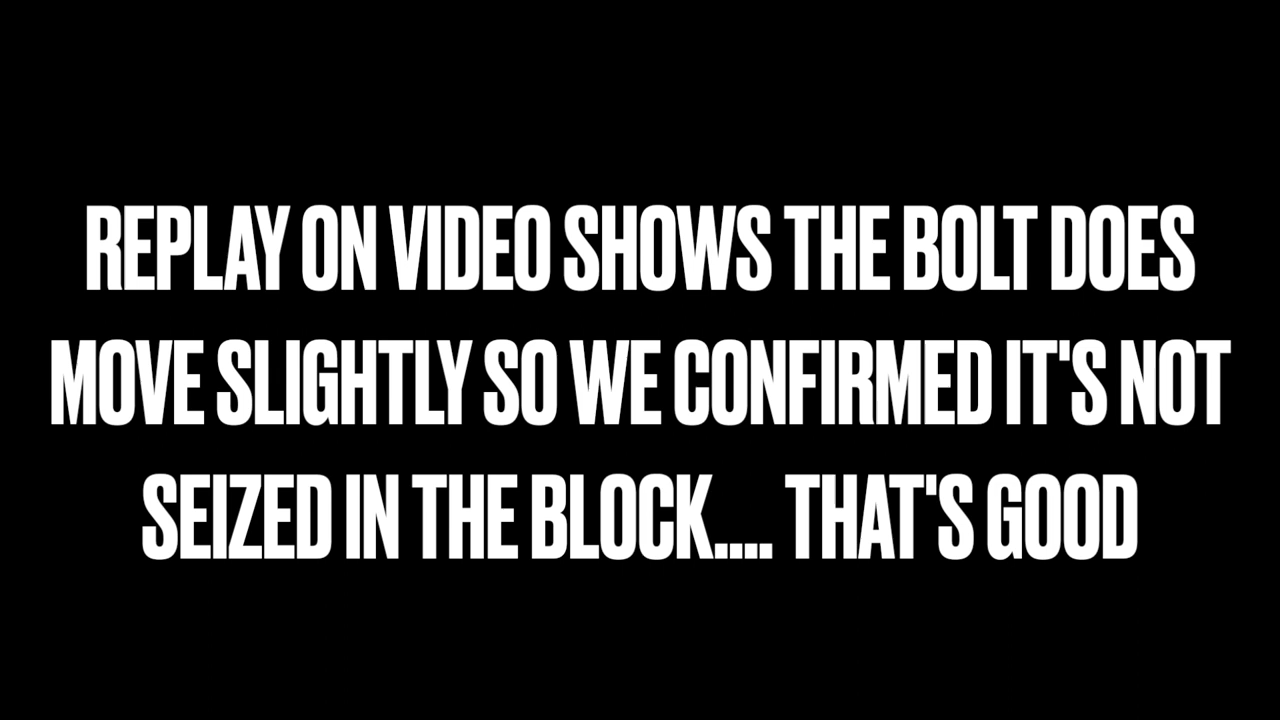 REPLAY ON VIDEO SHOWS THE BOLT DOES
MOVE SLIGHTLY SO WE CONFIRMED IT'S NOT
SEIZED IN THE BLOCK.... THAT'S GOOD